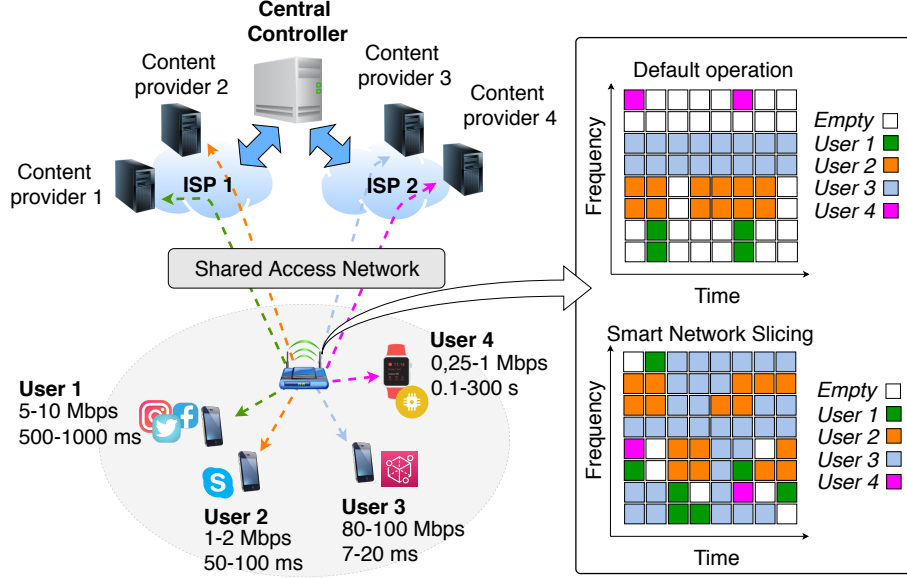 Central
Controller
Content
provider 2
Content
provider 3
Content
provider 4
Content
provider 1
ISP 1
ISP 2
Shared Access Network
User 1
5-10 Mbps
500-1000 ms
User 2
1-2 Mbps
50-100 ms
User 3
80-100 Mbps
7-20 ms
User 4
0,25-1 Mbps
0.1-300 s
Default operation
Frequency
Time
Empty
User 1
User 2
User 3
User 4
Smart Network Slicing
Frequency
Time
Empty
User 1
User 2
User 3
User 4